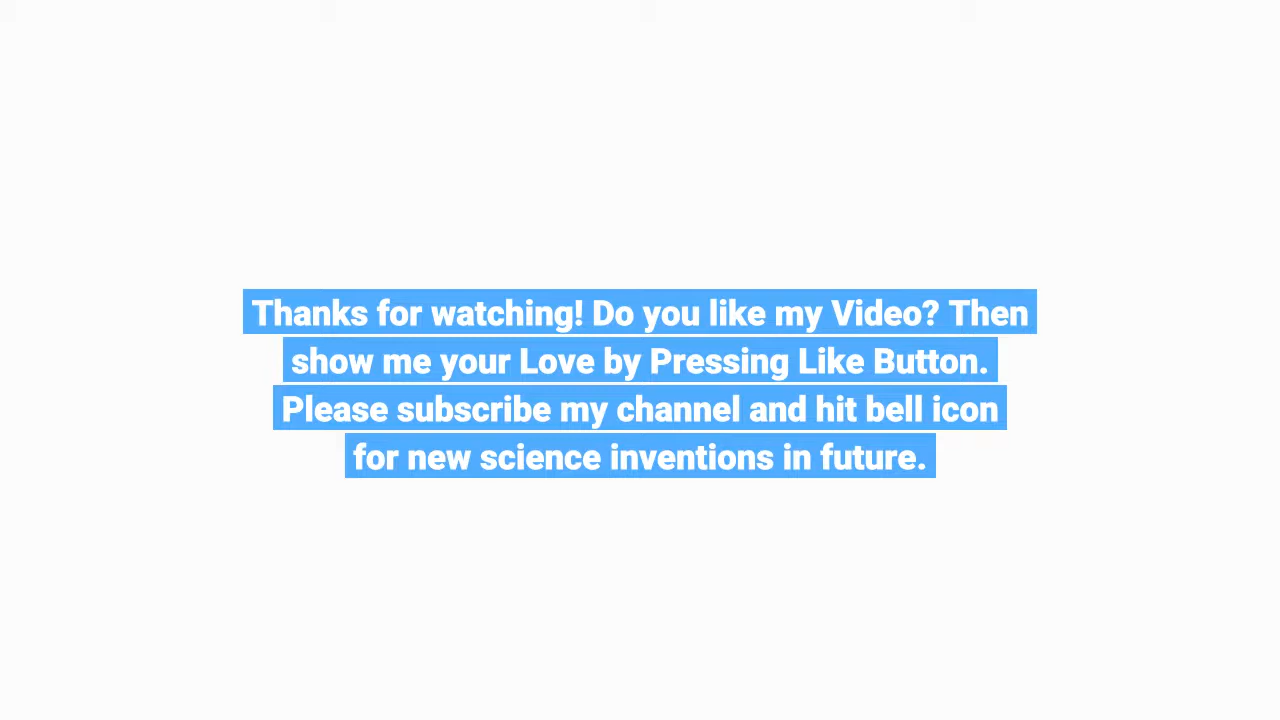 Thanks for watching! Do you like my Video? Then
show me your Love by Pressing Like Button.
Please subscribe my channel and hit bell icon
for new science inventions in future.